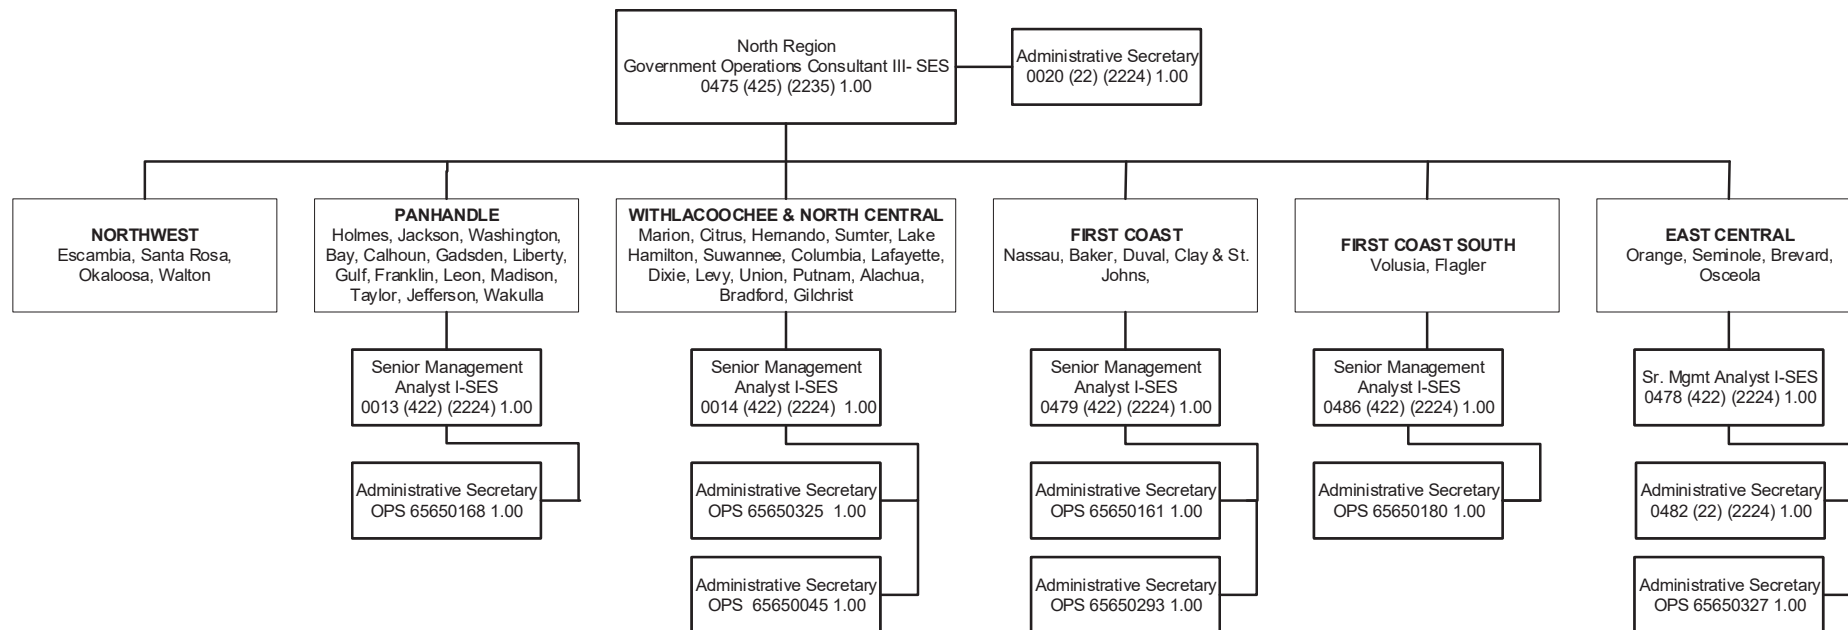 North Region
Government Operations Consultant III- SES
0475 (425) (2235) 1.00
Administrative Secretary
0020 (22) (2224) 1.00
NORTHWEST
Escambia, Santa Rosa,
Okaloosa, Walton
PANHANDLE
Holmes, Jackson, Washington,
Bay, Calhoun, Gadsden, Liberty,
Gulf, Franklin, Leon, Madison,
Taylor, Jefferson, Wakulla
WITHLACOOCHEE & NORTH CENTRAL
Marion, Citrus, Hernando, Sumter, Lake
Hamilton, Suwannee, Columbia, Lafayette,
Dixie, Levy, Union, Putnam, Alachua,
Bradford, Gilchrist
FIRST COAST
Nassau, Baker, Duval, Clay & St.
Johns,
FIRST COAST SOUTH
Volusia, Flagler
EAST CENTRAL
Orange, Seminole, Brevard,
Osceola
Senior Management
Analyst I-SES
0013 (422) (2224) 1.00
Senior Management
Analyst I-SES
0014 (422) (2224) 1.00
Senior Management
Analyst I-SES
0479 (422) (2224) 1.00
Senior Management
Analyst I-SES
0486 (422) (2224) 1.00
Sr. Mgmt Analyst I-SES
0478 (422) (2224) 1.00
Administrative Secretary
OPS 65650168 1.00
Administrative Secretary
OPS 65650325 1.00
Administrative Secretary
OPS 65650161 1.00
Administrative Secretary
OPS 65650180 1.00
Administrative Secretary
0482 (22) (2224) 1.00
Administrative Secretary
OPS 65650045 1.00
Administrative Secretary
OPS 65650293 1.00
Administrative Secretary
OPS 65650327 1.00